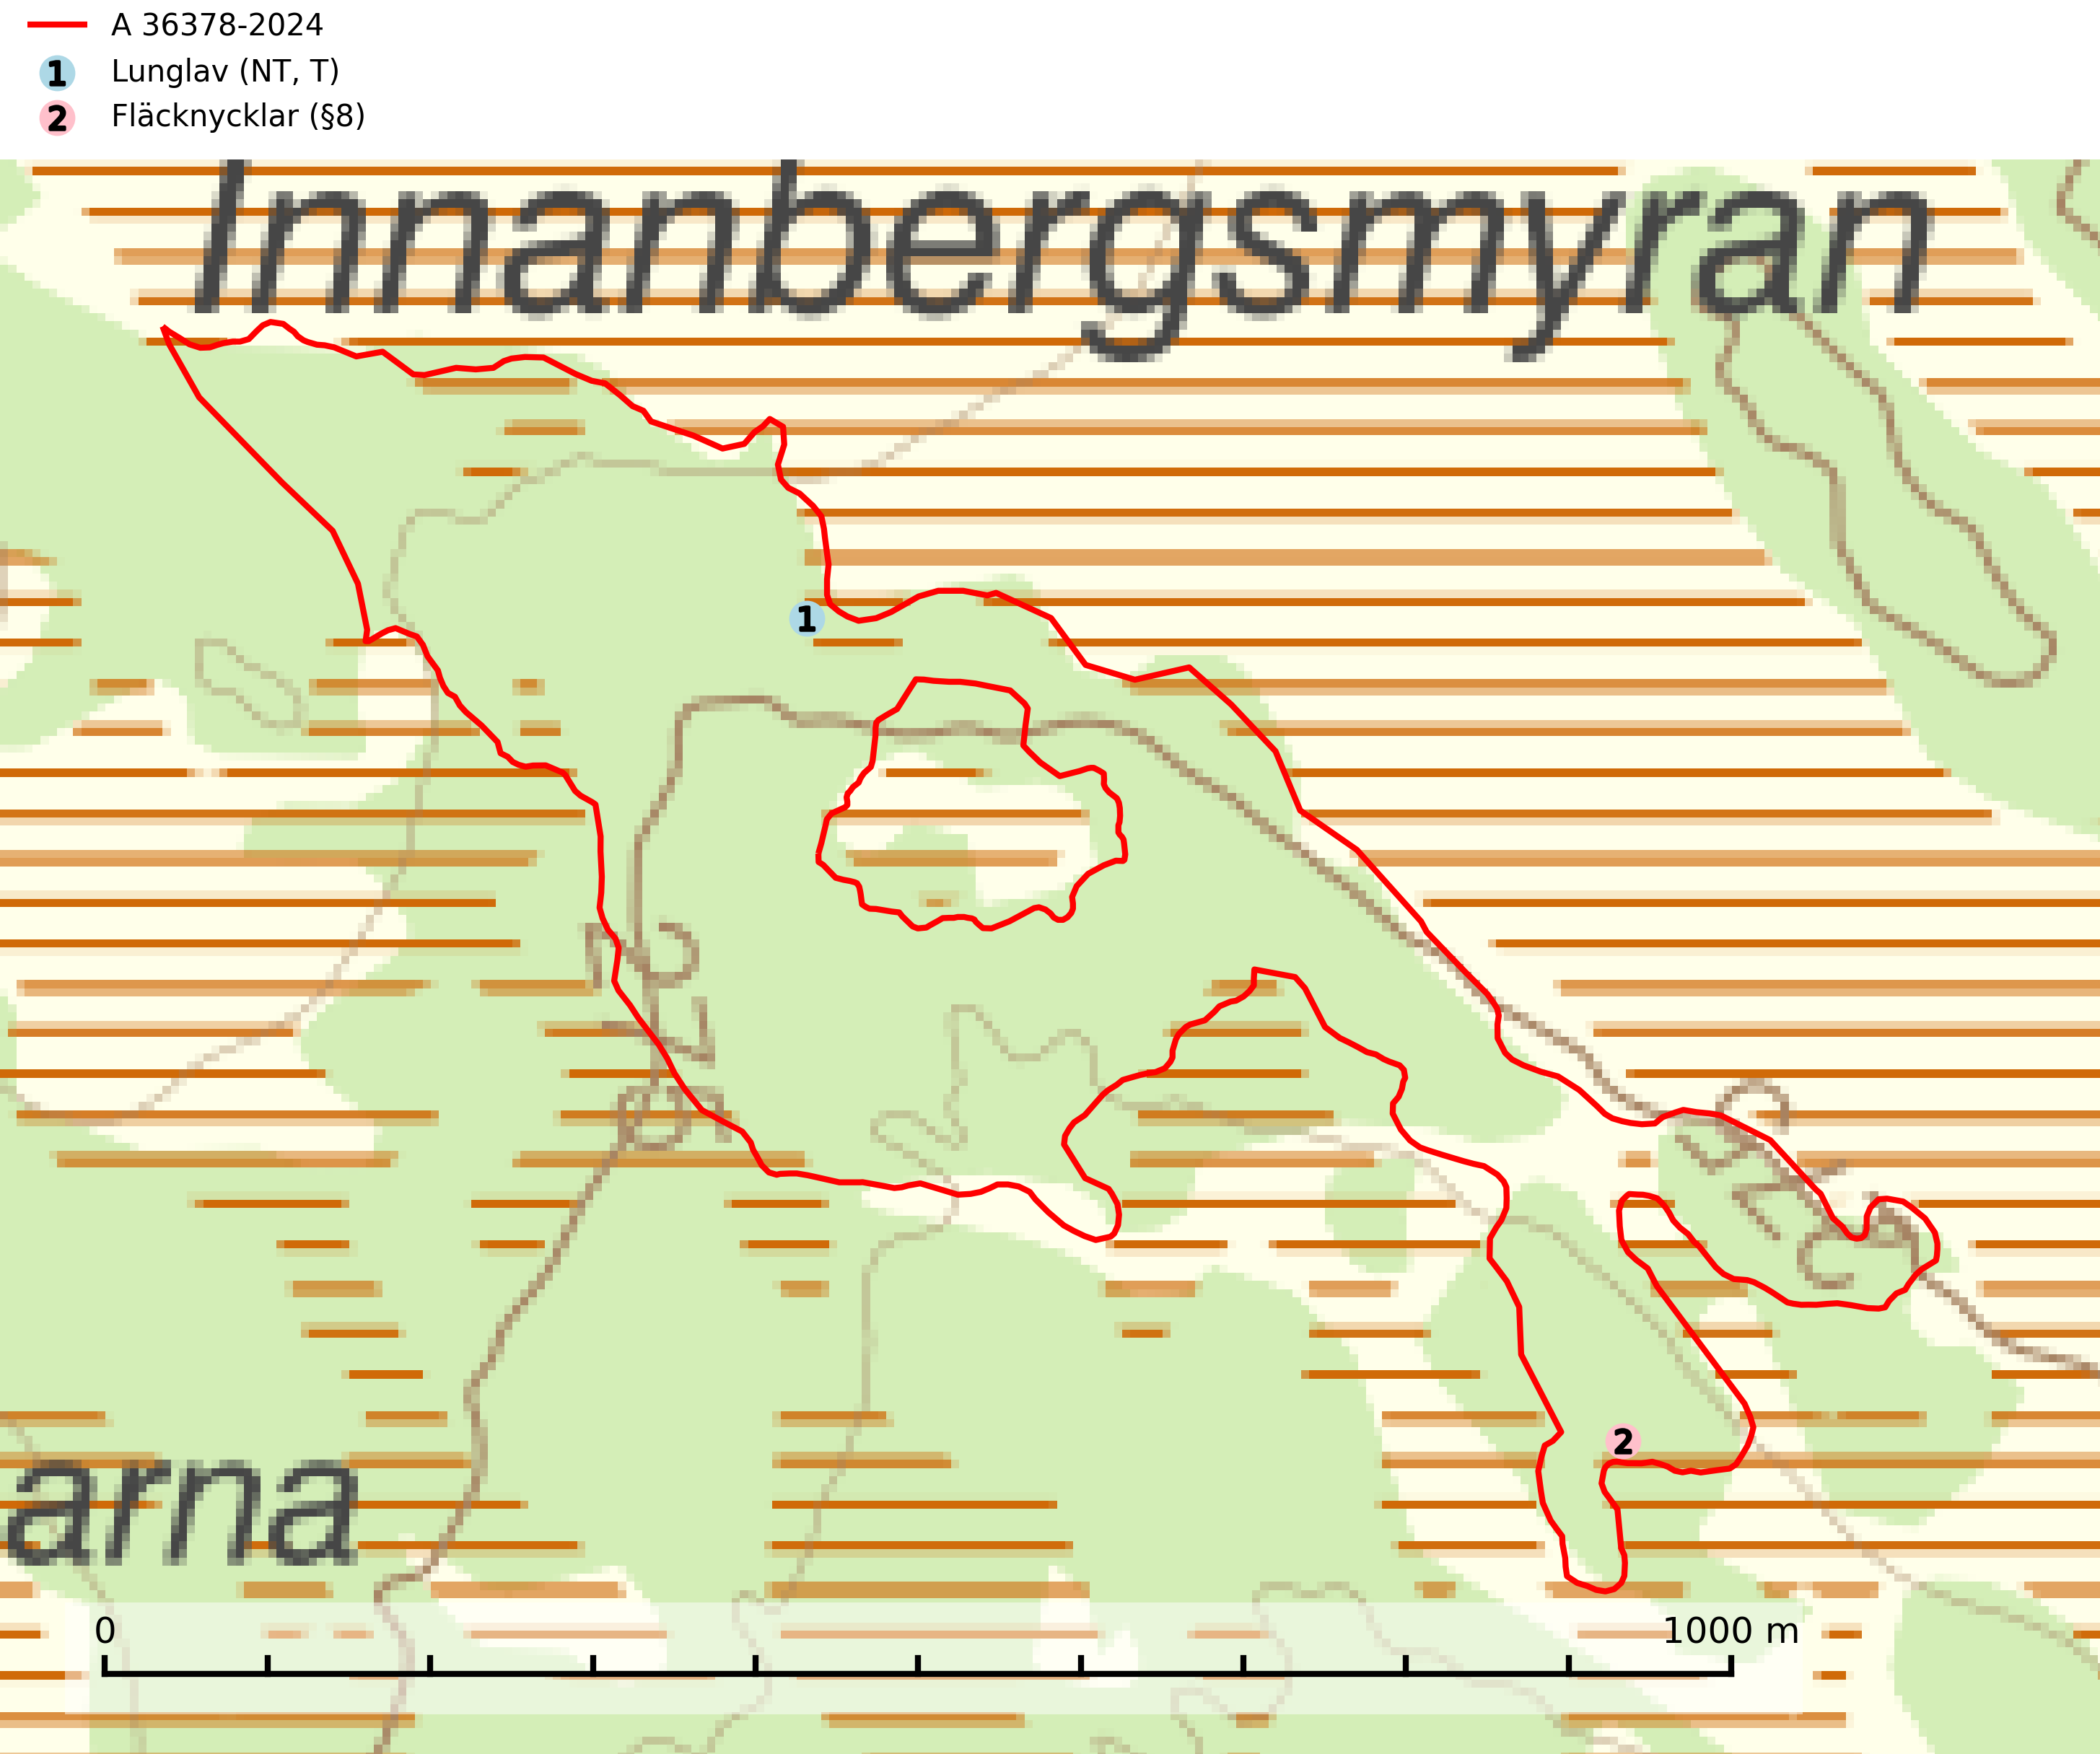 A 36378-2024
1 Lunglav (NT, T)
2 Fläcknycklar (§8)
Innanbergsmyran
1
2
arna
0 1000 m